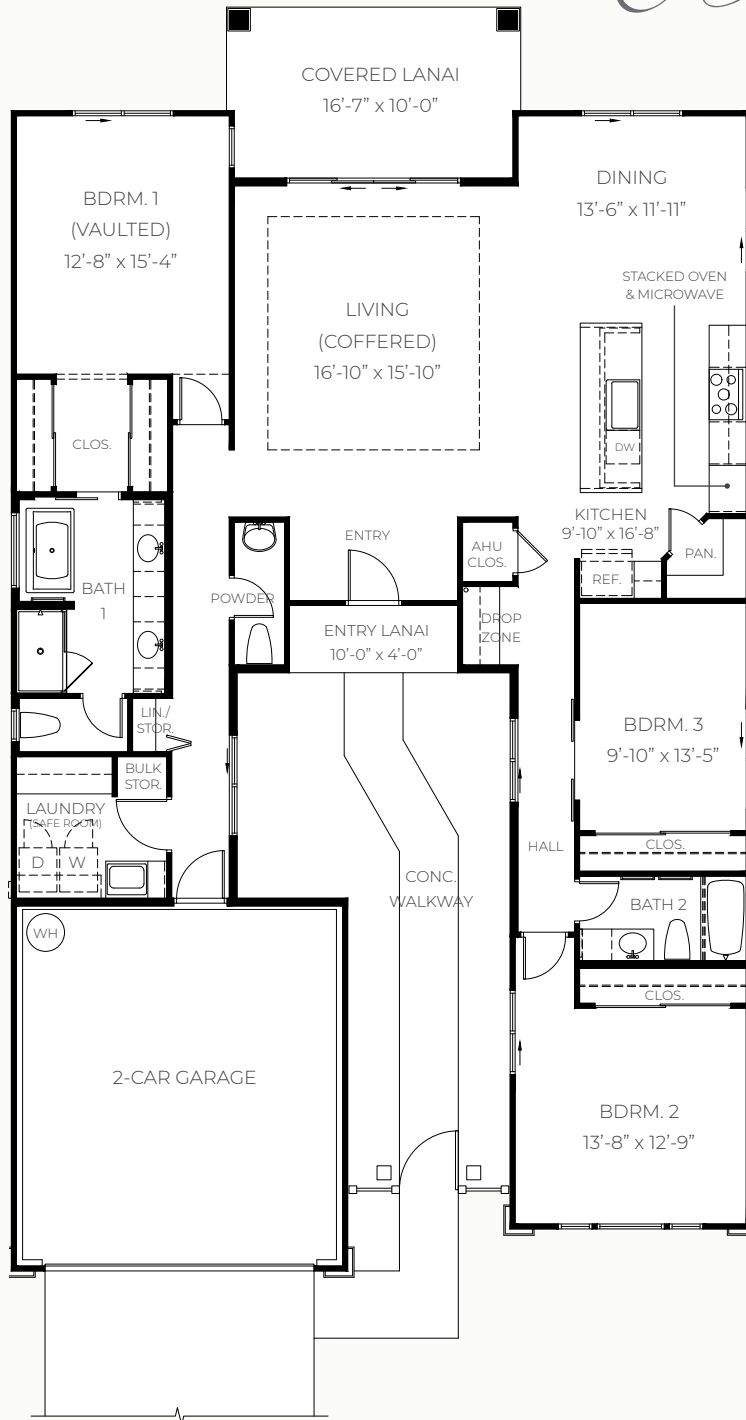 COVERED LANAI
16’-7” x 10’-0”
BDRM. 1
(VAULTED)
12’-8” x 15’-4”
DINING
13’-6” x 11’-11”
STACKED OVEN
& MICROWAVE
LIVING
(COFFERED)
16’-10” x 15’-10”
CLOS.
DW
KITCHEN
9’-10” x 16’-8”
ENTRY
AHU
CLOS.
PAN.
REF.
BATH
1
POWDER
DROP
ZONE
ENTRY LANAI
10’-0” x 4’-0”
LIN./
STOR.
BDRM. 3
9’-10” x 13’-5”
BULK
STOR.
LAUNDRY
(SAFE ROOM)
D
W
HALL
CLOS.
CONC.
WALKWAY
BATH 2
WH
CLOS.
2-CAR GARAGE
BDRM. 2
13’-8” x 12’-9”